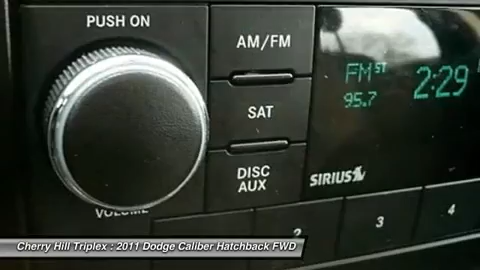 PUSH ON
AM/FM
FM ST
2:29
95.7
SAT
DISC
AUX
SIRIUS
VOLUME
2
3
4
Cherry Hill Triplex : 2011 Dodge Caliber Hatchback FWD